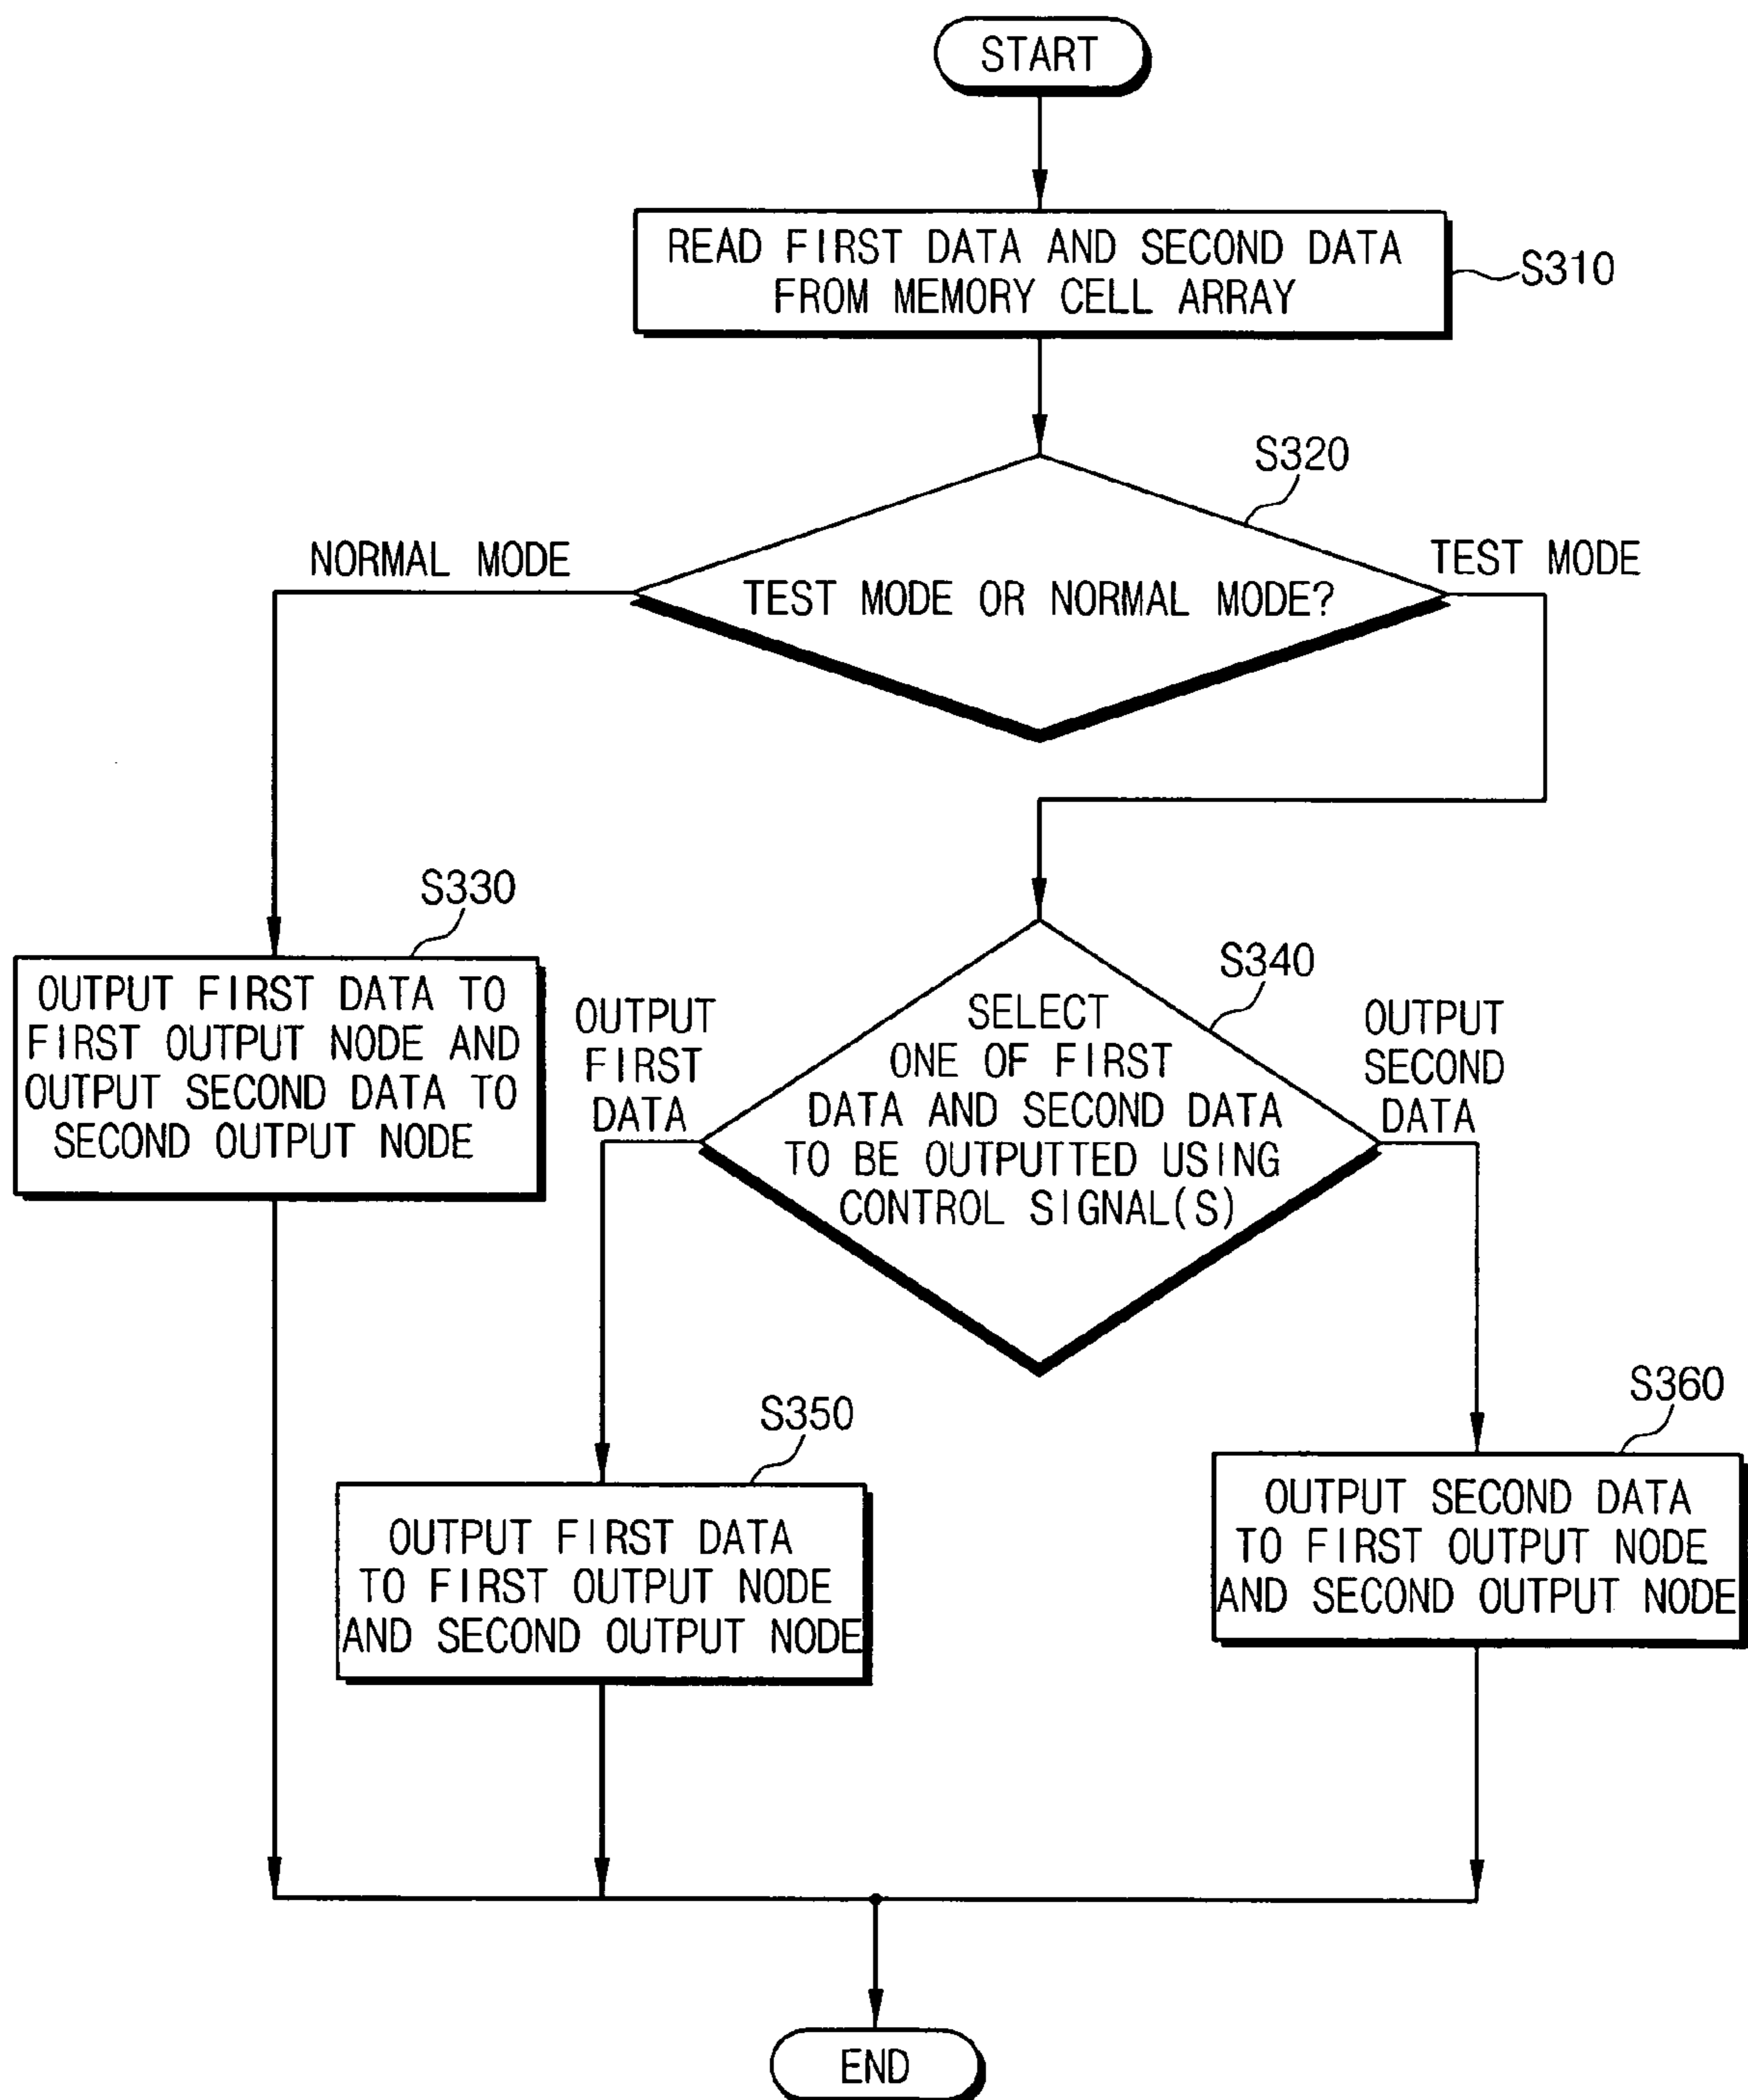 START
READ FIRST DATA AND SECOND DATA
FROM MEMORY CELL ARRAY
S310
S320
NORMAL MODE
TEST MODE
TEST MODE OR NORMAL MODE?
S330
OUTPUT FIRST DATA TO
FIRST OUTPUT NODE AND
OUTPUT SECOND DATA TO
SECOND OUTPUT NODE
S340
OUTPUT
FIRST
DATA
SELECT
ONE OF FIRST
DATA AND SECOND DATA
TO BE OUTPUTTED USING
CONTROL SIGNAL(S)
OUTPUT
SECOND
DATA
S350
OUTPUT FIRST DATA
TO FIRST OUTPUT NODE
AND SECOND OUTPUT NODE
S360
OUTPUT SECOND DATA
TO FIRST OUTPUT NODE
AND SECOND OUTPUT NODE
END